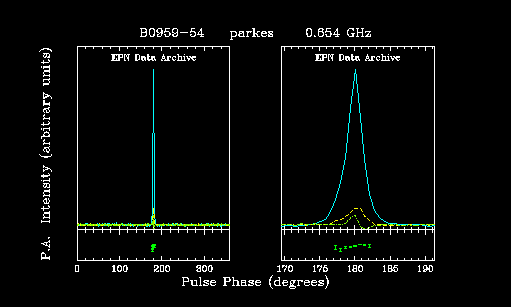 B0959-54 parkes 0.654 GHz
EPN Data Archive EPN Data Archive
P.A. Intensity (arbitrary units)
0 100 200 300 170 175 180 185 190
Pulse Phase (degrees)